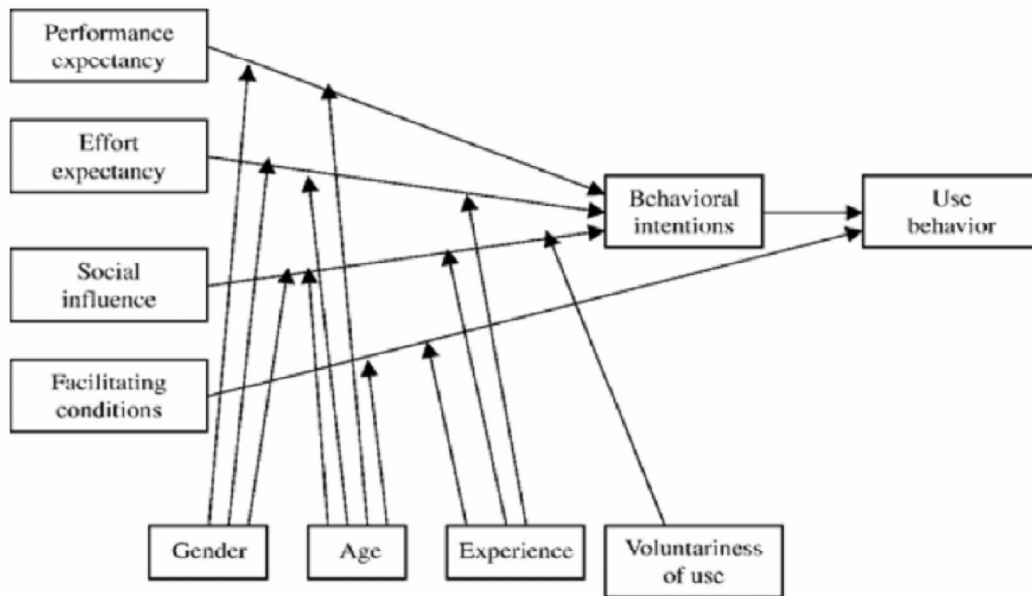 Performance
expectancy
Effort
expectancy
Social
influence
Facilitating
conditions
Behavioral
intentions
Use
behavior
Gender
Age
Experience
Voluntariness
of use